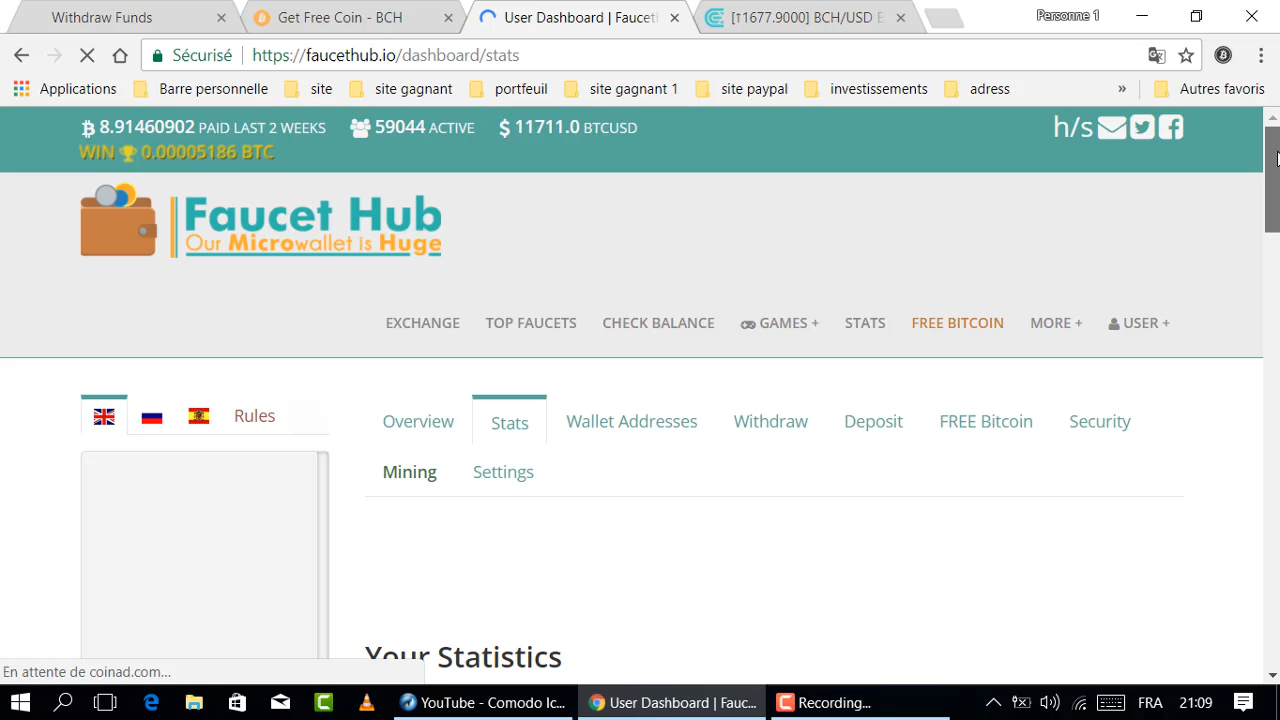 Withdraw Funds
Get Free Coin - BCH
User Dashboard | Faucet
[↑1677.9000] BCH/USD E
Personne 1
Sécurisé
https://faucethub.io/dashboard/stats
Applications
Barre personnelle
site
site gagnant
portfeuil
site gagnant 1
site paypal
investissements
adress
»
Autres favoris
8.91460902 PAID LAST 2 WEEKS
59044 ACTIVE
$ 11711.0 BTCUSD
h/s
WIN 0.00005186 BTC
Faucet Hub
Our Microwallet is Huge
EXCHANGE
TOP FAUCETS
CHECK BALANCE
GAMES +
STATS
FREE BITCOIN
MORE +
USER +
Rules
Overview
Stats
Wallet Addresses
Withdraw
Deposit
FREE Bitcoin
Security
Mining
Settings
Your Statistics
En attente de coinad.com...
YouTube - Comodo Ic...
User Dashboard | Fauc...
Recording...
FRA
21:09